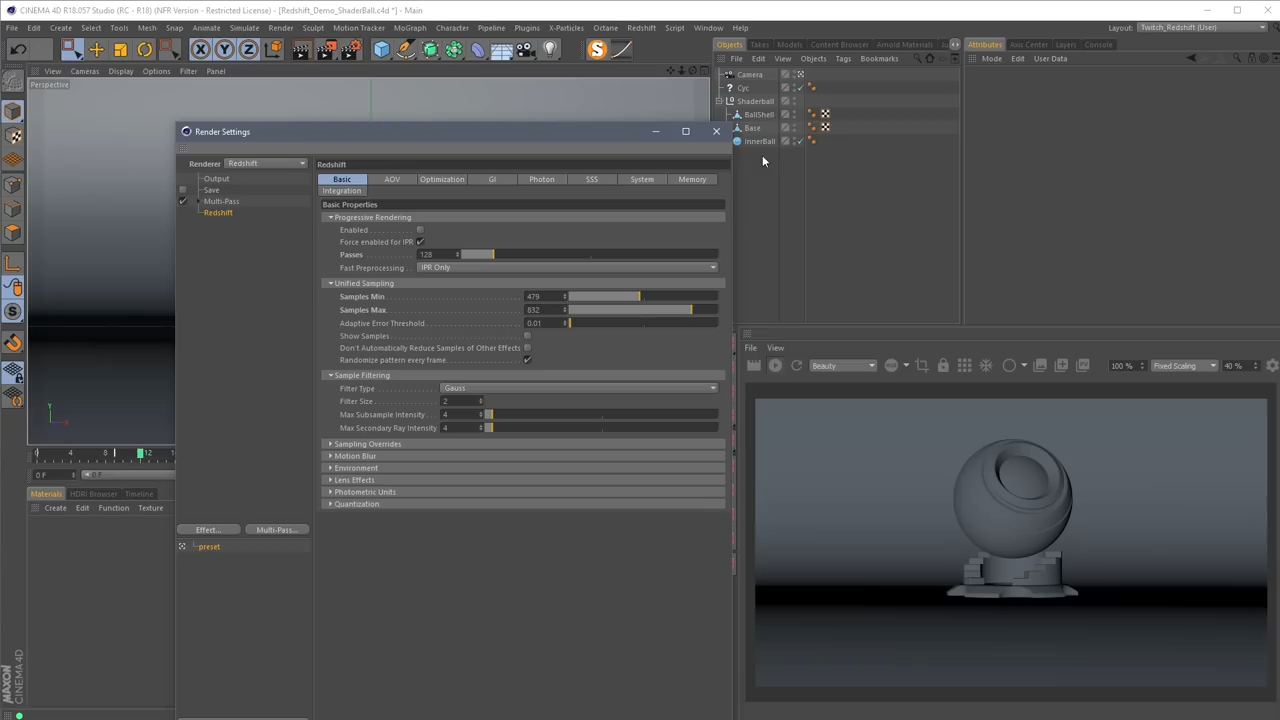 CINEMA 4D R18.057 Studio (RC - R18) (NFR Version - Restricted License) - [Redshift_Demo_ShaderBall.c4d *] - Main
File Edit Create Select Tools Mesh Snap Animate Simulate Render Sculpt Motion Tracker MoGraph Character Pipeline Plugins X-Particles Octane Redshift Script Window Help
Layout: Twitch_Redshift (User)
Objects Takes Models Content Browser Arnold Materials
Attributes Axis Center Layers Console
File Edit View Objects Tags Bookmarks
Mode Edit User Data
View Cameras Display Options Filter Panel
Perspective
Camera
Cyc
Shaderball
BallShell
Base
InnerBall
Render Settings
Renderer Redshift
Output
Save
Multi-Pass
Redshift
Effect... Multi-Pass...
preset
Redshift
Basic AOV Optimization GI Photon SSS System Memory
Integration
Basic Properties
Progressive Rendering
Enabled
Force enabled for IPR
Passes 128
Fast Preprocessing IPR Only
Unified Sampling
Samples Min 479
Samples Max 832
Adaptive Error Threshold 0.01
Show Samples
Don't Automatically Reduce Samples of Other Effects
Randomize pattern every frame
Sample Filtering
Filter Type Gauss
Filter Size 2
Max Subsample Intensity 4
Max Secondary Ray Intensity 4
Sampling Overrides
Motion Blur
Environment
Lens Effects
Photometric Units
Quantization
0 4 8 12
0 F 0 F
Materials HDRI Browser Timeline
Create Edit Function Texture
File View
Beauty 100 % Fixed Scaling 40 %
Y
X
MAXON
CINEMA 4D